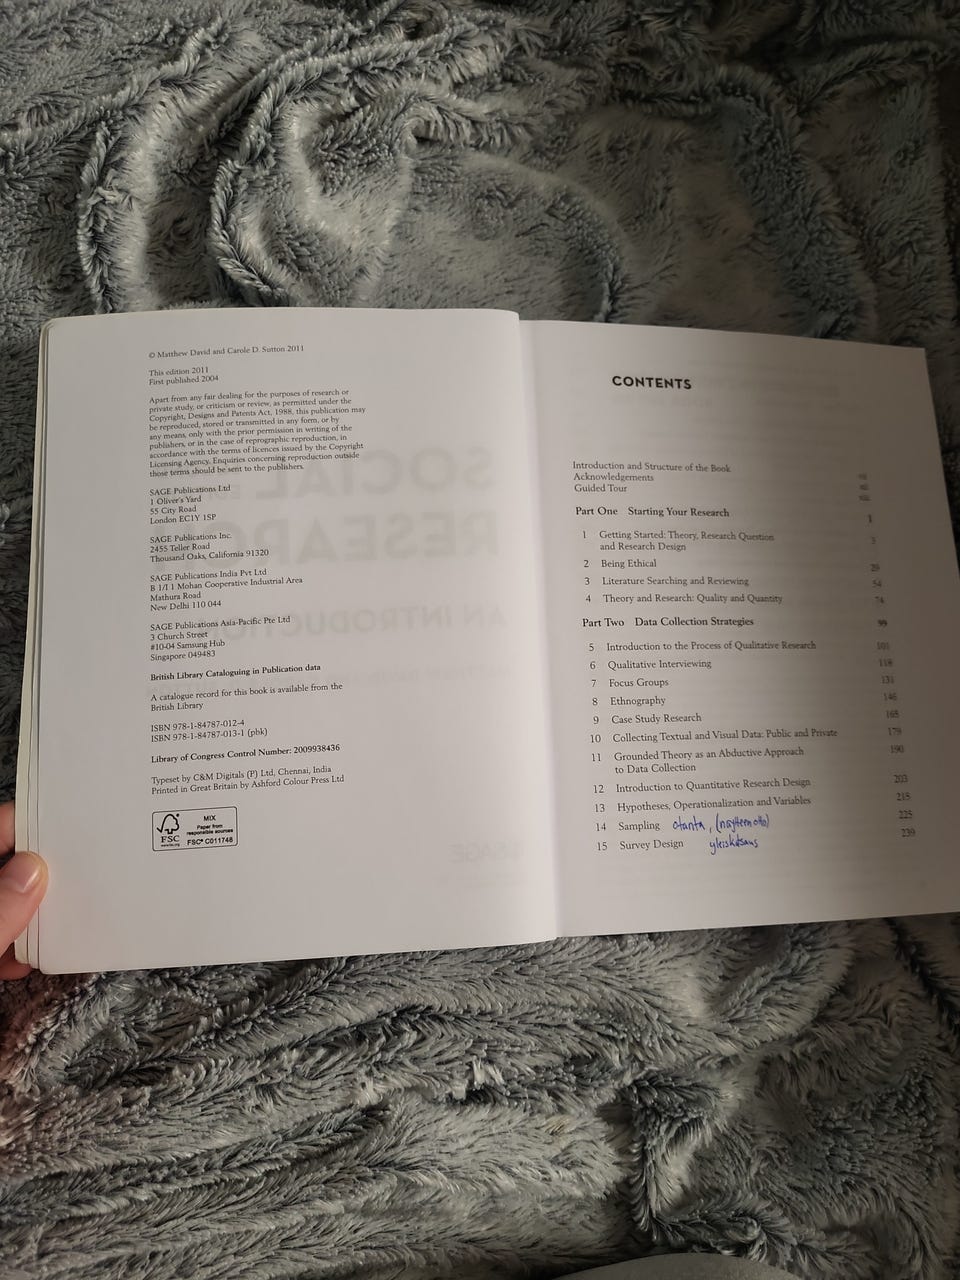 © Matthew David and Carole D. Sutton 2011
This edition 2011
First published 2004
Apart from any fair dealing for the purposes of research or
private study, or criticism or review, as permitted under the
Copyright, Designs and Patents Act, 1988, this publication may
be reproduced, stored or transmitted in any form, or by
any means, only with the prior permission in writing of the
publishers, or in the case of reprographic reproduction, in
accordance with the terms of licences issued by the Copyright
Licensing Agency. Enquiries concerning reproduction outside
those terms should be sent to the publishers.
SAGE Publications Ltd
1 Oliver's Yard
55 City Road
London EC1Y 1SP
SAGE Publications Inc.
2455 Teller Road
Thousand Oaks, California 91320
SAGE Publications India Pvt Ltd
B 1/I 1 Mohan Cooperative Industrial Area
Mathura Road
New Delhi 110 044
SAGE Publications Asia-Pacific Pte Ltd
3 Church Street
#10-04 Samsung Hub
Singapore 049483
British Library Cataloguing in Publication data
A catalogue record for this book is available from the
British Library
ISBN 978-1-84787-012-4
ISBN 978-1-84787-013-1 (pbk)
Library of Congress Control Number: 2009938436
Typeset by C&M Digitals (P) Ltd, Chennai, India
Printed in Great Britain by Ashford Colour Press Ltd
FSC
www.fsc.org
MIX
Paper from
responsible sources
FSC® C011748
CONTENTS
Introduction and Structure of the Book
Acknowledgements
Guided Tour
Part One Starting Your Research 1
1 Getting Started: Theory, Research Question 3
and Research Design
2 Being Ethical 29
3 Literature Searching and Reviewing 54
4 Theory and Research: Quality and Quantity 74
Part Two Data Collection Strategies 99
5 Introduction to the Process of Qualitative Research 101
6 Qualitative Interviewing 118
7 Focus Groups 131
8 Ethnography 146
9 Case Study Research 165
10 Collecting Textual and Visual Data: Public and Private 179
11 Grounded Theory as an Abductive Approach 190
to Data Collection
12 Introduction to Quantitative Research Design 203
13 Hypotheses, Operationalization and Variables 215
14 Sampling otanta, (näytteenotto) 225
15 Survey Design yleiskatsaus 239